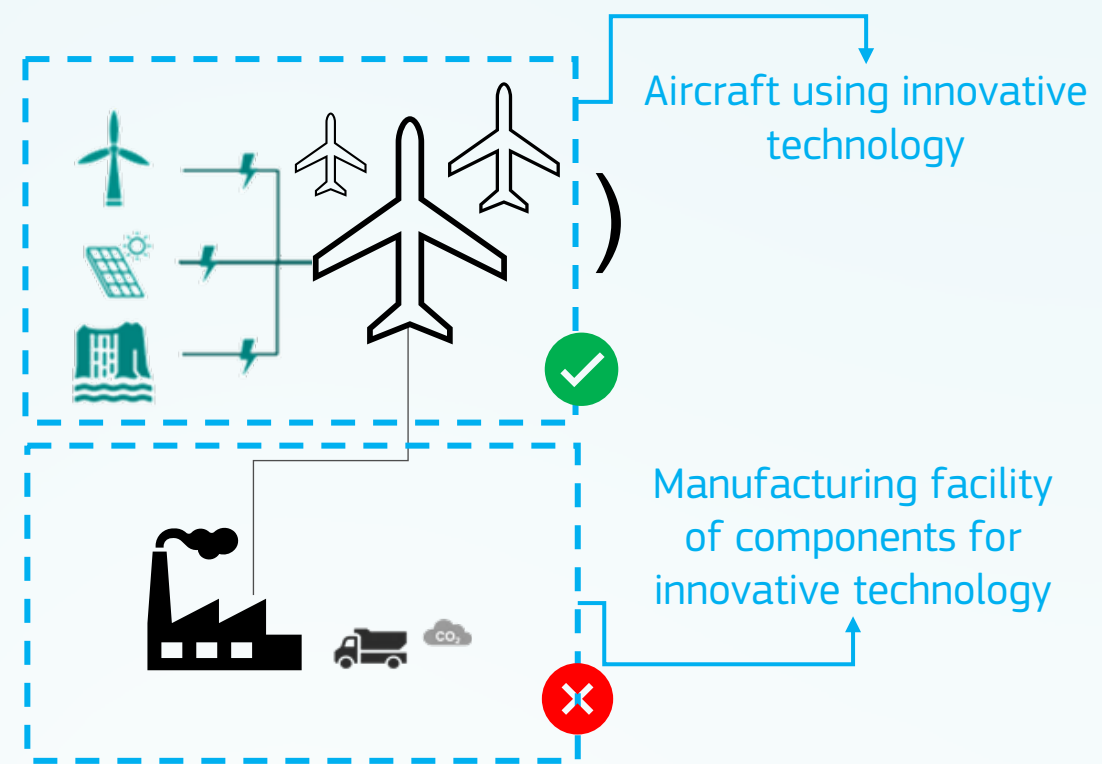 Aircraft using innovative
technology
)
Manufacturing facility
of components for
innovative technology
CO₂